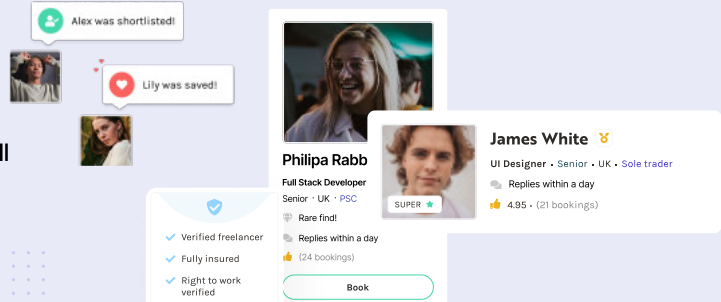 Alex was shortlisted!
Lily was saved!
ll
Philipa Rabb
Full Stack Developer
Senior · UK · PSC
Rare find!
Replies within a day
(24 bookings)
Book
SUPER
James White
UI Designer • Senior • UK • Sole trader
Replies within a day
4.95 • (21 bookings)
Verified freelancer
Fully insured
Right to work
verified